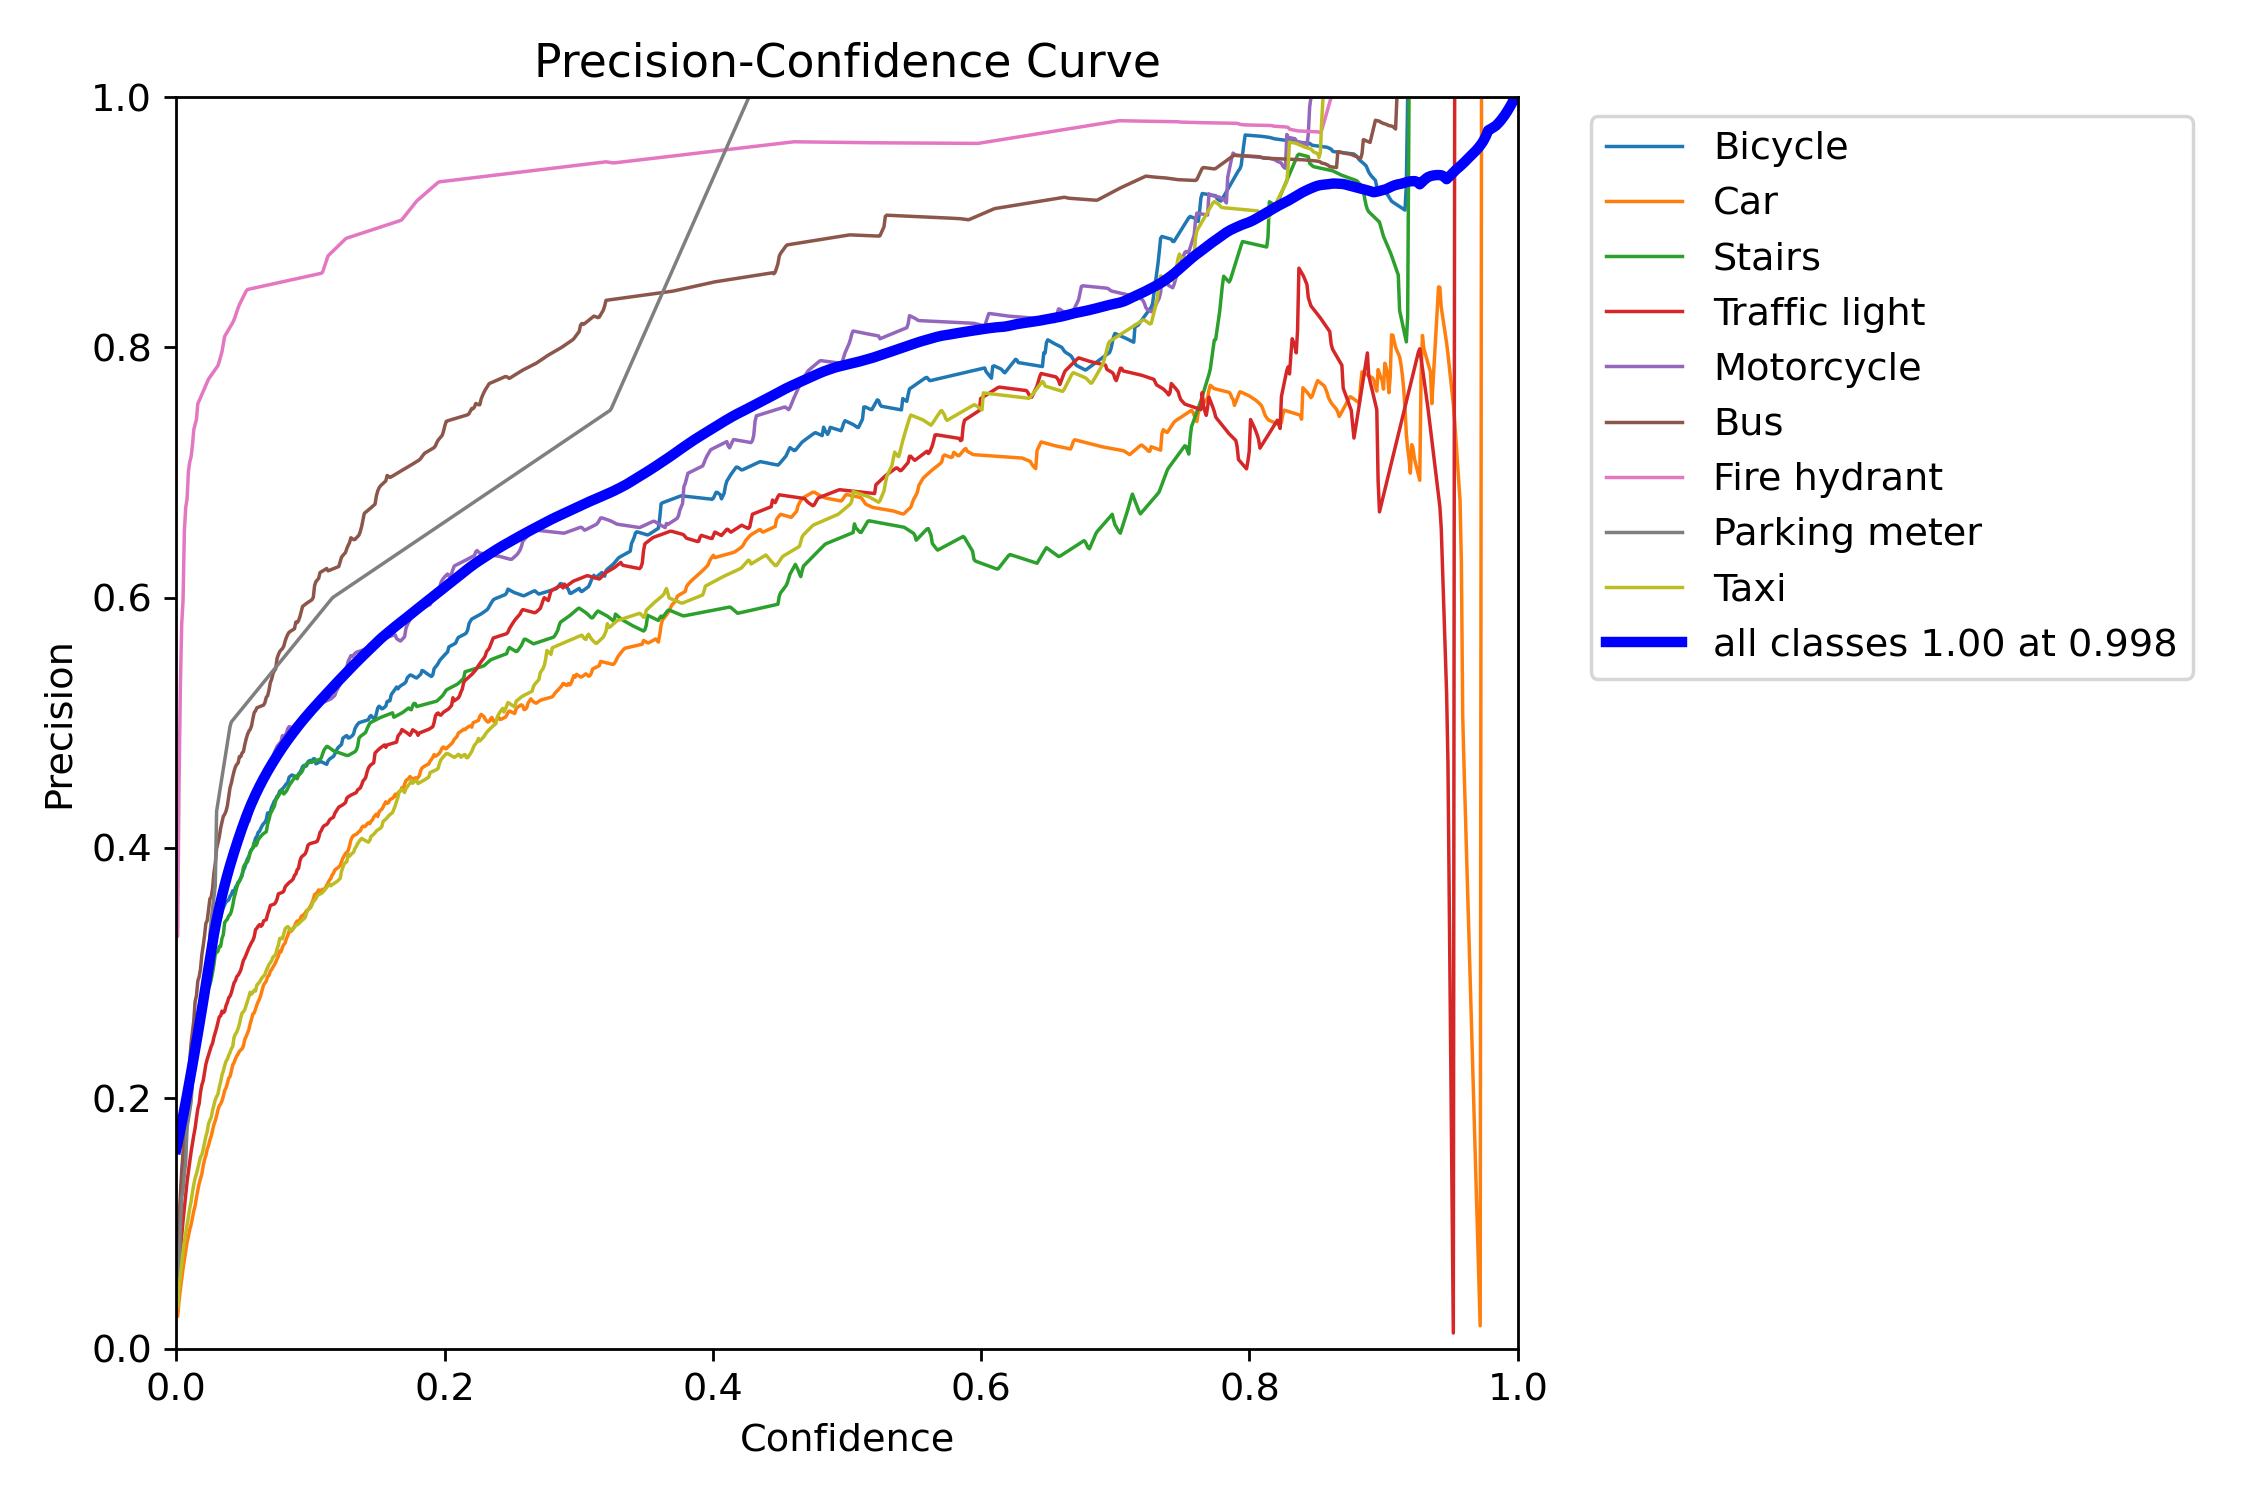 Precision-Confidence Curve
1.0
0.8
0.6
0.4
0.2
0.0
Precision
0.0 0.2 0.4 0.6 0.8 1.0
Confidence
Bicycle
Car
Stairs
Traffic light
Motorcycle
Bus
Fire hydrant
Parking meter
Taxi
all classes 1.00 at 0.998